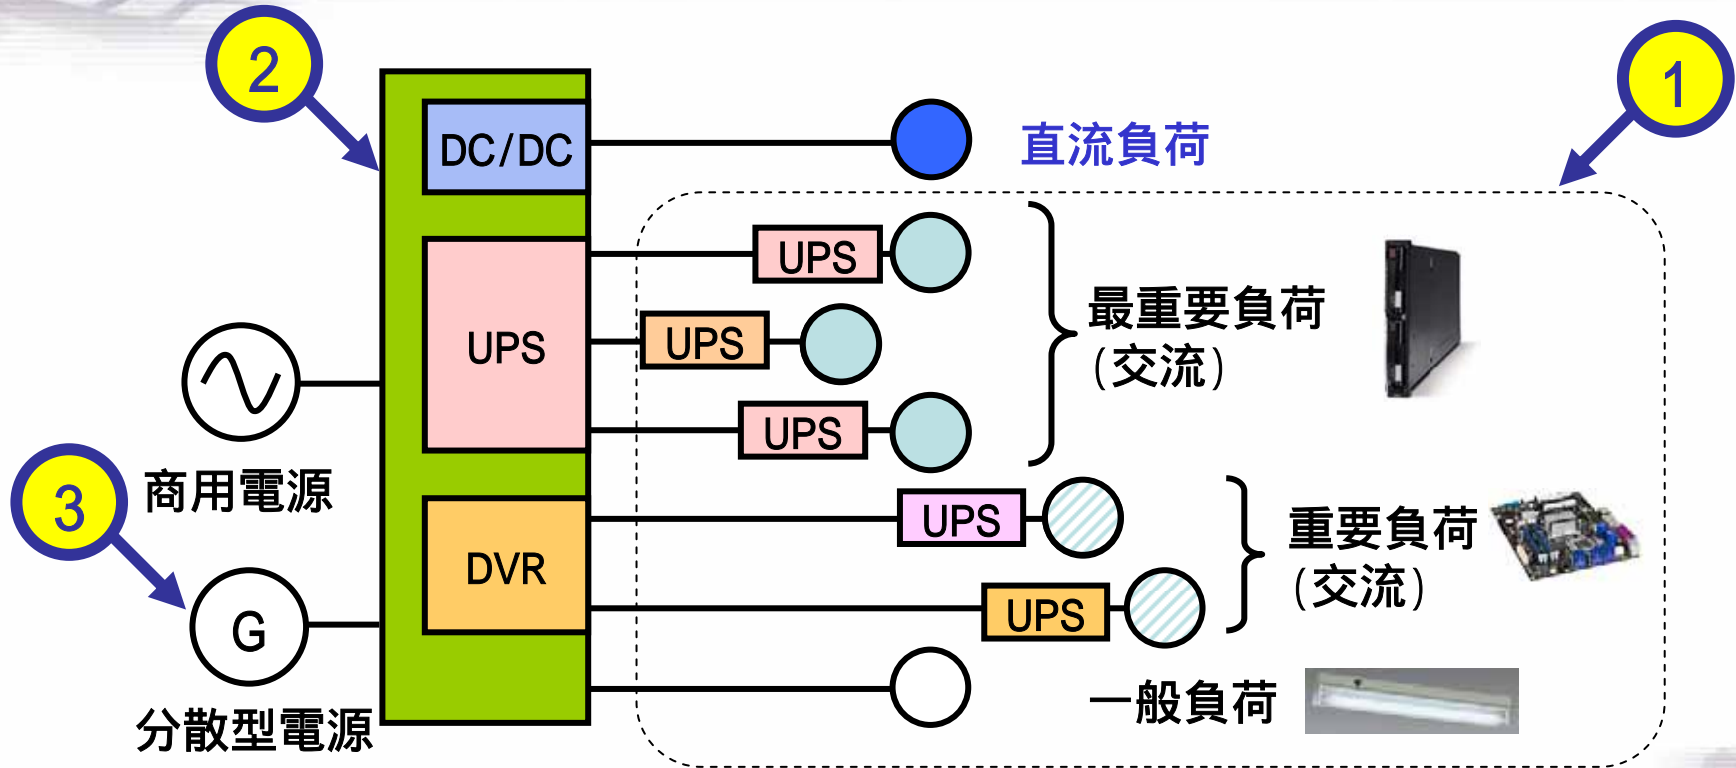 2
1
DC/DC
直流負荷
UPS
UPS
UPS
最重要負荷
(交流)
UPS
商用電源
3
UPS
重要負荷
(交流)
DVR
UPS
G
一般負荷
分散型電源